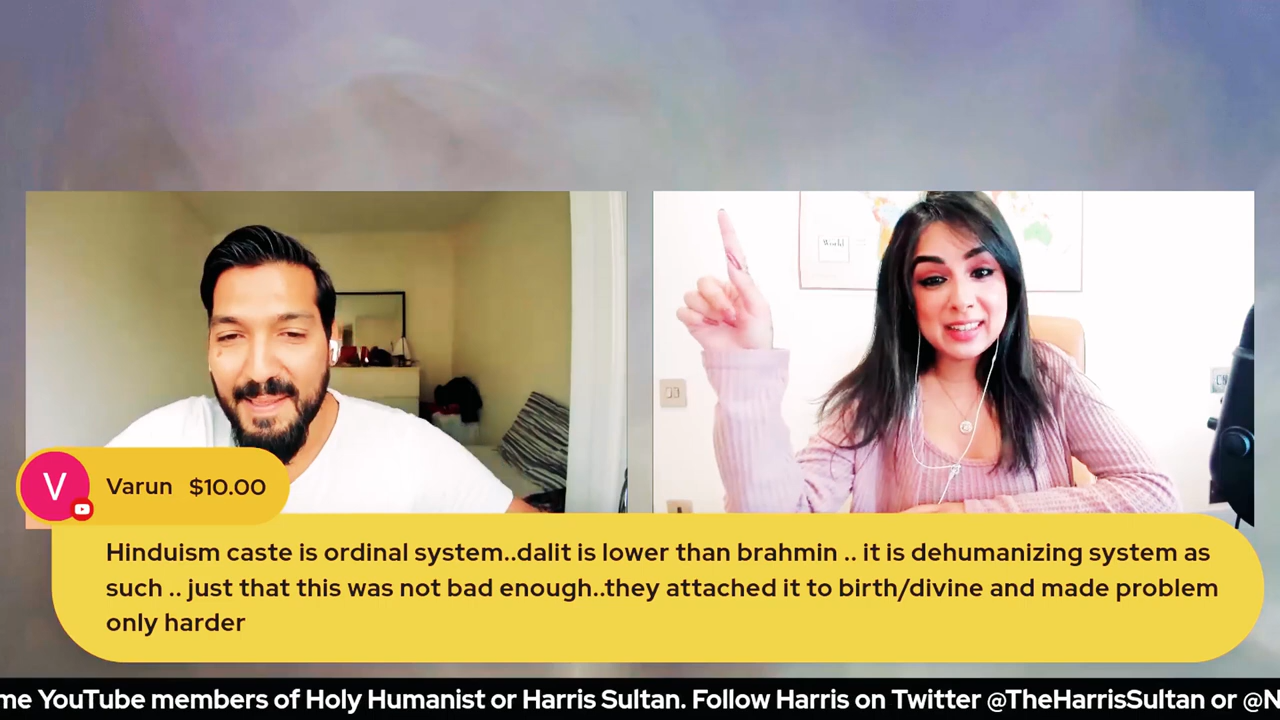 World
V
Varun $10.00
Hinduism caste is ordinal system..dalit is lower than brahmin .. it is dehumanizing system as
such .. just that this was not bad enough..they attached it to birth/divine and made problem
only harder
me YouTube members of Holy Humanist or Harris Sultan. Follow Harris on Twitter @TheHarrisSultan or @N